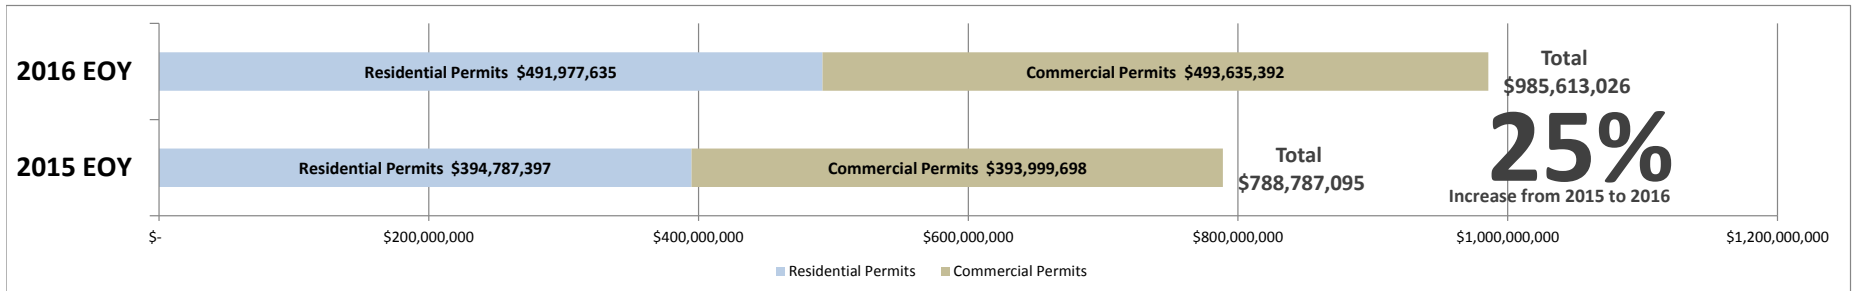 2016 EOY
Residential Permits $491,977,635
Commercial Permits $493,635,392
Total
$985,613,026
2015 EOY
Residential Permits $394,787,397
Commercial Permits $393,999,698
Total
$788,787,095
25%
Increase from 2015 to 2016
$-
$200,000,000
$400,000,000
$600,000,000
$800,000,000
$1,000,000,000
$1,200,000,000
Residential Permits
Commercial Permits